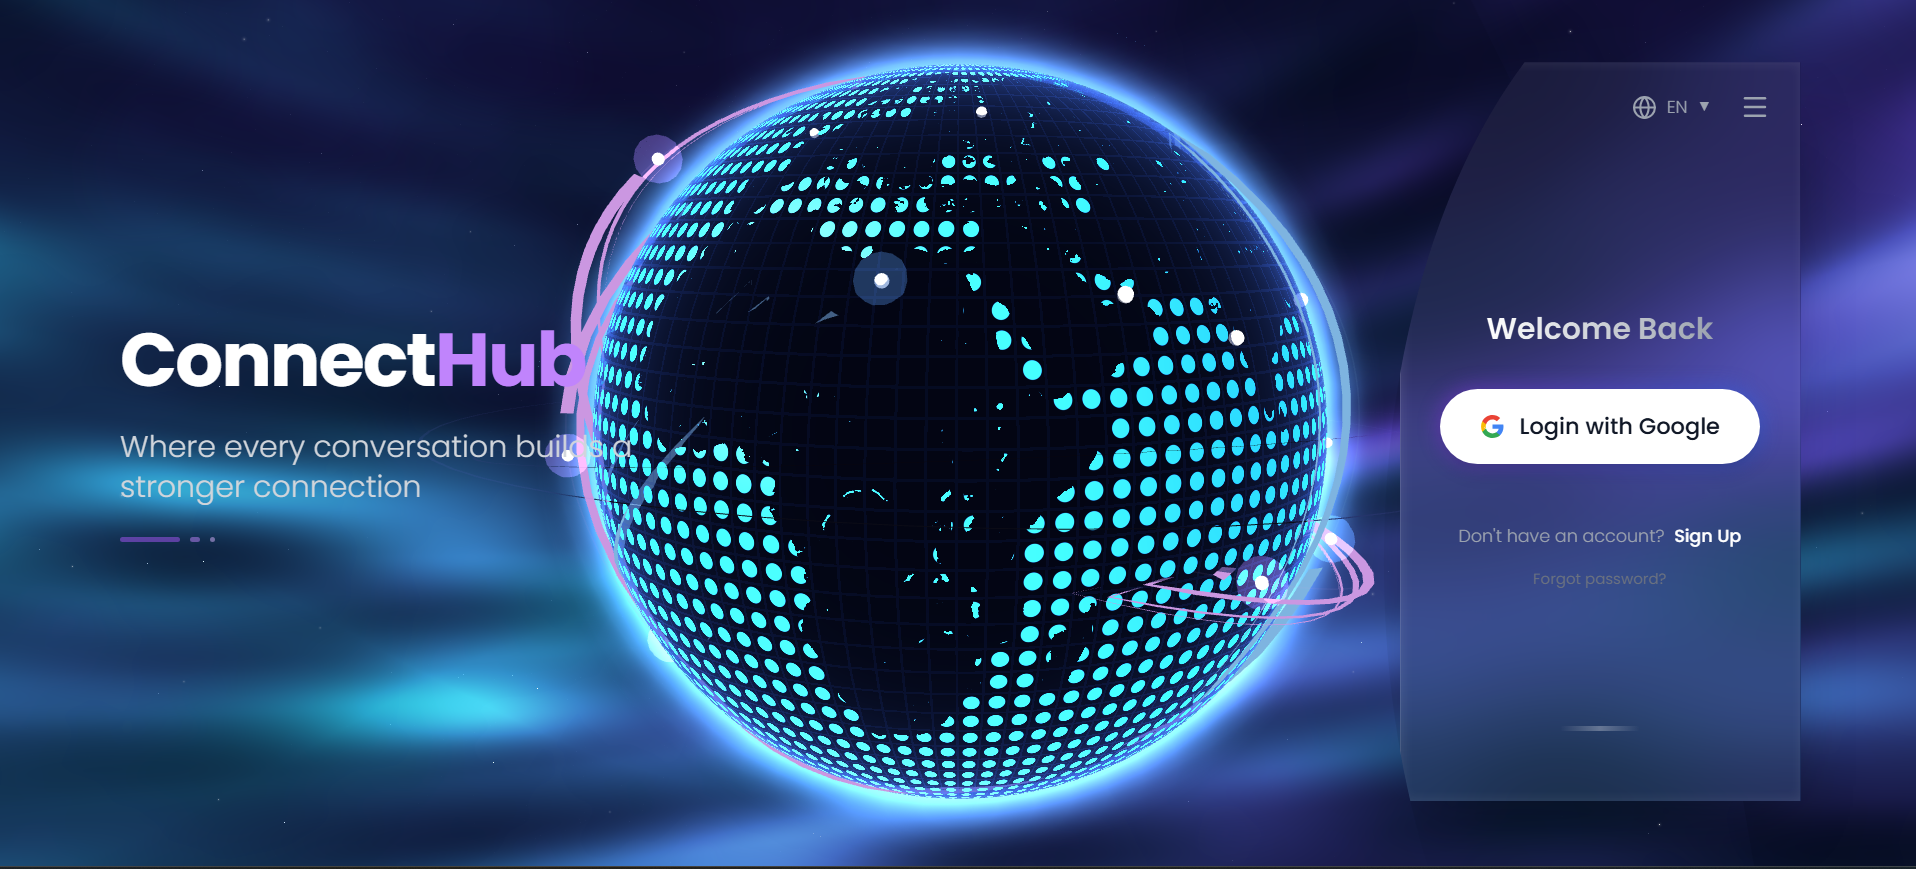 EN
ConnectHub
Where every conversation builds a
stronger connection
Welcome Back
Login with Google
Don't have an account? Sign Up
Forgot password?